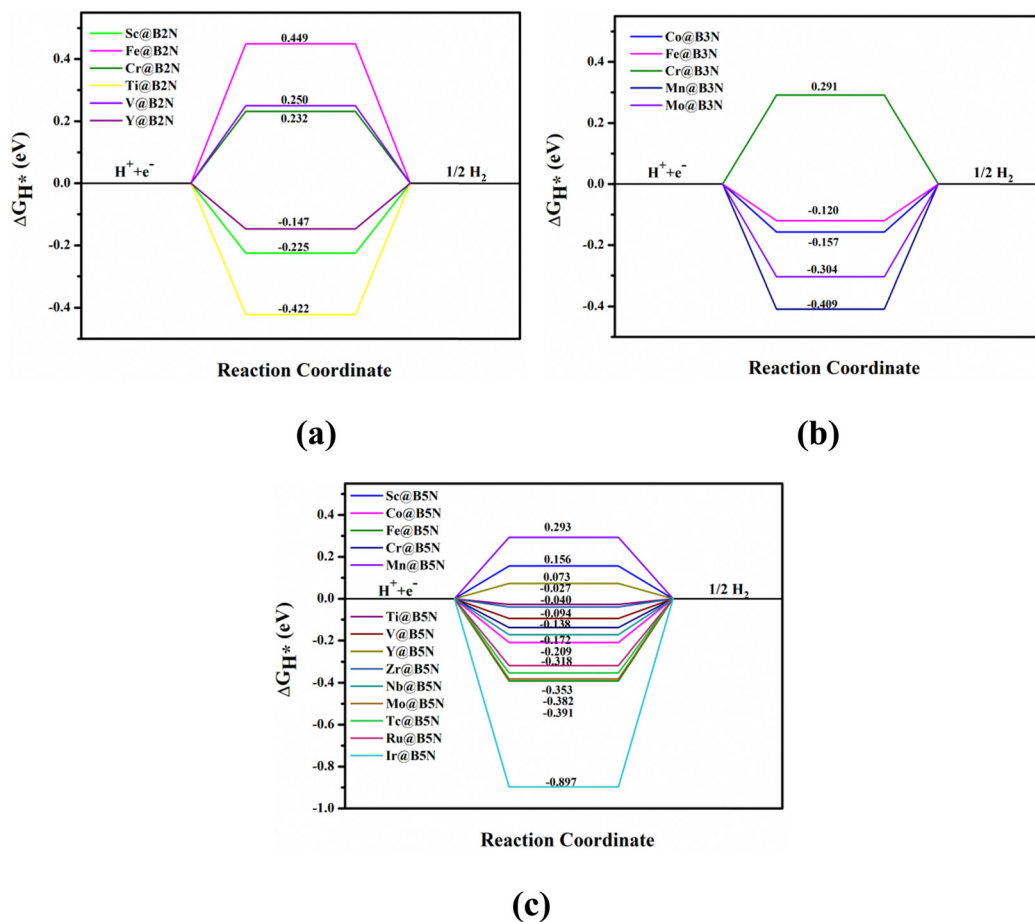 Sc@B2N
Fe@B2N
Cr@B2N
Ti@B2N
V@B2N
Y@B2N
0.449
0.250
0.232
-0.147
-0.225
-0.422
H⁺+e⁻
1/2 H₂
0.4
0.2
0.0
-0.2
-0.4
ΔG_H* (eV)
Reaction Coordinate
(a)
Co@B3N
Fe@B3N
Cr@B3N
Mn@B3N
Mo@B3N
0.291
-0.120
-0.157
-0.304
-0.409
H⁺+e⁻
1/2 H₂
0.4
0.2
0.0
-0.2
-0.4
ΔG_H* (eV)
Reaction Coordinate
(b)
Sc@B5N
Co@B5N
Fe@B5N
Cr@B5N
Mn@B5N
H⁺+e⁻
Ti@B5N
V@B5N
Y@B5N
Zr@B5N
Nb@B5N
Mo@B5N
Tc@B5N
Ru@B5N
Ir@B5N
0.293
0.156
0.073
-0.027
-0.040
-0.094
-0.138
-0.172
-0.209
-0.318
-0.353
-0.382
-0.391
-0.897
1/2 H₂
0.4
0.2
0.0
-0.2
-0.4
-0.6
-0.8
-1.0
ΔG_H* (eV)
Reaction Coordinate
(c)